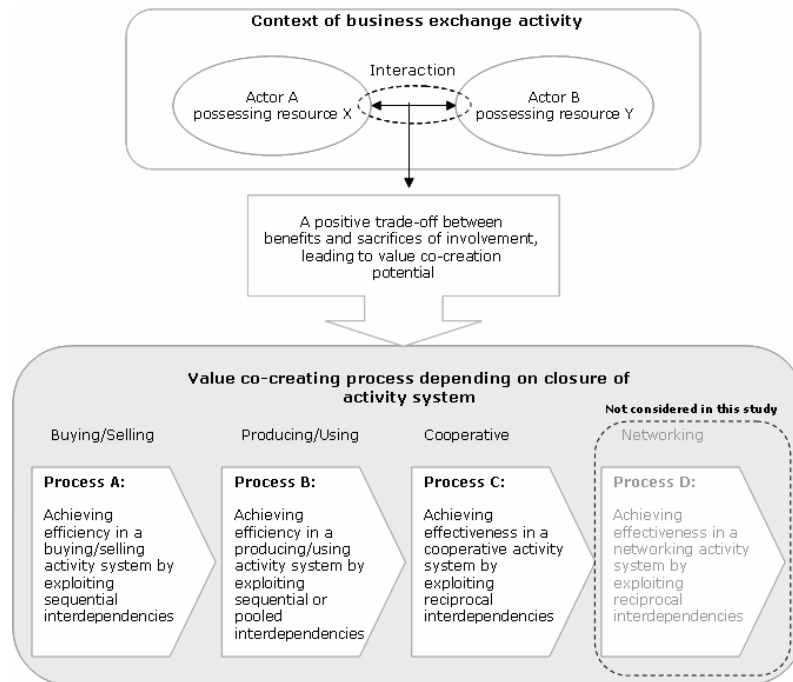 Context of business exchange activity
Interaction
Actor A
possessing resource X
Actor B
possessing resource Y
A positive trade-off between
benefits and sacrifices of involvement,
leading to value co-creation
potential
Value co-creating process depending on closure of
activity system
Not considered in this study
Buying/Selling
Producing/Using
Cooperative
Networking
Process A:
Achieving
efficiency in a
buying/selling
activity system by
exploiting
sequential
interdependencies
Process B:
Achieving
efficiency in a
producing/using
activity system by
exploiting
sequential or
pooled
interdependencies
Process C:
Achieving
effectiveness in a
cooperative activity
system by
exploiting
reciprocal
interdependencies
Process D:
Achieving
effectiveness in a
networking activity
system by
exploiting
reciprocal
interdependencies